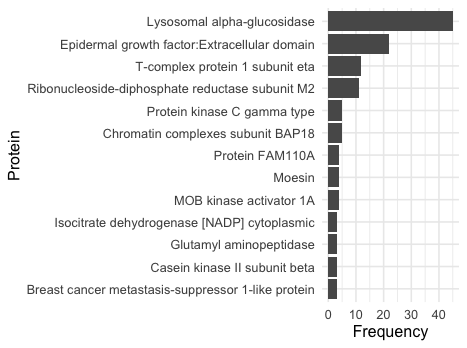 Lysosomal alpha-glucosidase
Epidermal growth factor:Extracellular domain
T-complex protein 1 subunit eta
Ribonucleoside-diphosphate reductase subunit M2
Protein kinase C gamma type
Chromatin complexes subunit BAP18
Protein FAM110A
Moesin
MOB kinase activator 1A
Isocitrate dehydrogenase [NADP] cytoplasmic
Glutamyl aminopeptidase
Casein kinase II subunit beta
Breast cancer metastasis-suppressor 1-like protein
Protein
0 10 20 30 40
Frequency